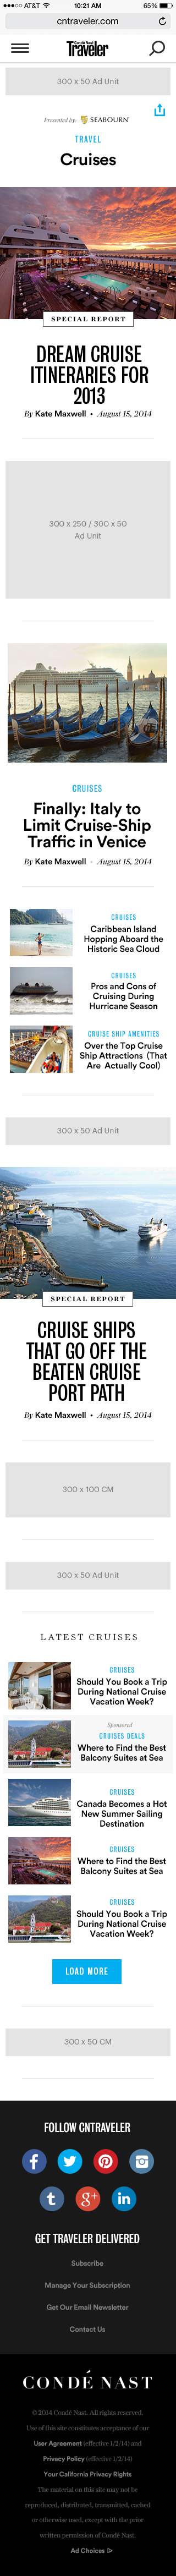 AT&T 10:21 AM 65%
cntraveler.com
Condé Nast
Traveler
300 x 50 Ad Unit
Presented by: SEABOURN
TRAVEL
Cruises
SPECIAL REPORT
DREAM CRUISE
ITINERARIES FOR
2013
By Kate Maxwell • August 15, 2014
300 x 250 / 300 x 50
Ad Unit
CRUISES
Finally: Italy to
Limit Cruise-Ship
Traffic in Venice
By Kate Maxwell • August 15, 2014
CRUISES
Caribbean Island
Hopping Aboard the
Historic Sea Cloud
CRUISES
Pros and Cons of
Cruising During
Hurricane Season
CRUISE SHIP AMENITIES
Over the Top Cruise
Ship Attractions (That
Are Actually Cool)
300 x 50 Ad Unit
SPECIAL REPORT
CRUISE SHIPS
THAT GO OFF THE
BEATEN CRUISE
PORT PATH
By Kate Maxwell • August 15, 2014
300 x 100 CM
300 x 50 Ad Unit
LATEST CRUISES
CRUISES
Should You Book a Trip
During National Cruise
Vacation Week?
Sponsored
CRUISES DEALS
Where to Find the Best
Balcony Suites at Sea
CRUISES
Canada Becomes a Hot
New Summer Sailing
Destination
CRUISES
Where to Find the Best
Balcony Suites at Sea
CRUISES
Should You Book a Trip
During National Cruise
Vacation Week?
LOAD MORE
300 x 50 CM
FOLLOW CNTRAVELER
GET TRAVELER DELIVERED
Subscribe
Manage Your Subscription
Get Our Email Newsletter
Contact Us
CONDÉ NAST
© 2014 Condé Nast. All rights reserved.
Use of this site constitutes acceptance of our
User Agreement (effective 1/2/14) and
Privacy Policy (effective 1/2/14)
Your California Privacy Rights
The material on this site may not be
reproduced, distributed, transmitted, cached
or otherwise used, except with the prior
written permission of Condé Nast.
Ad Choices